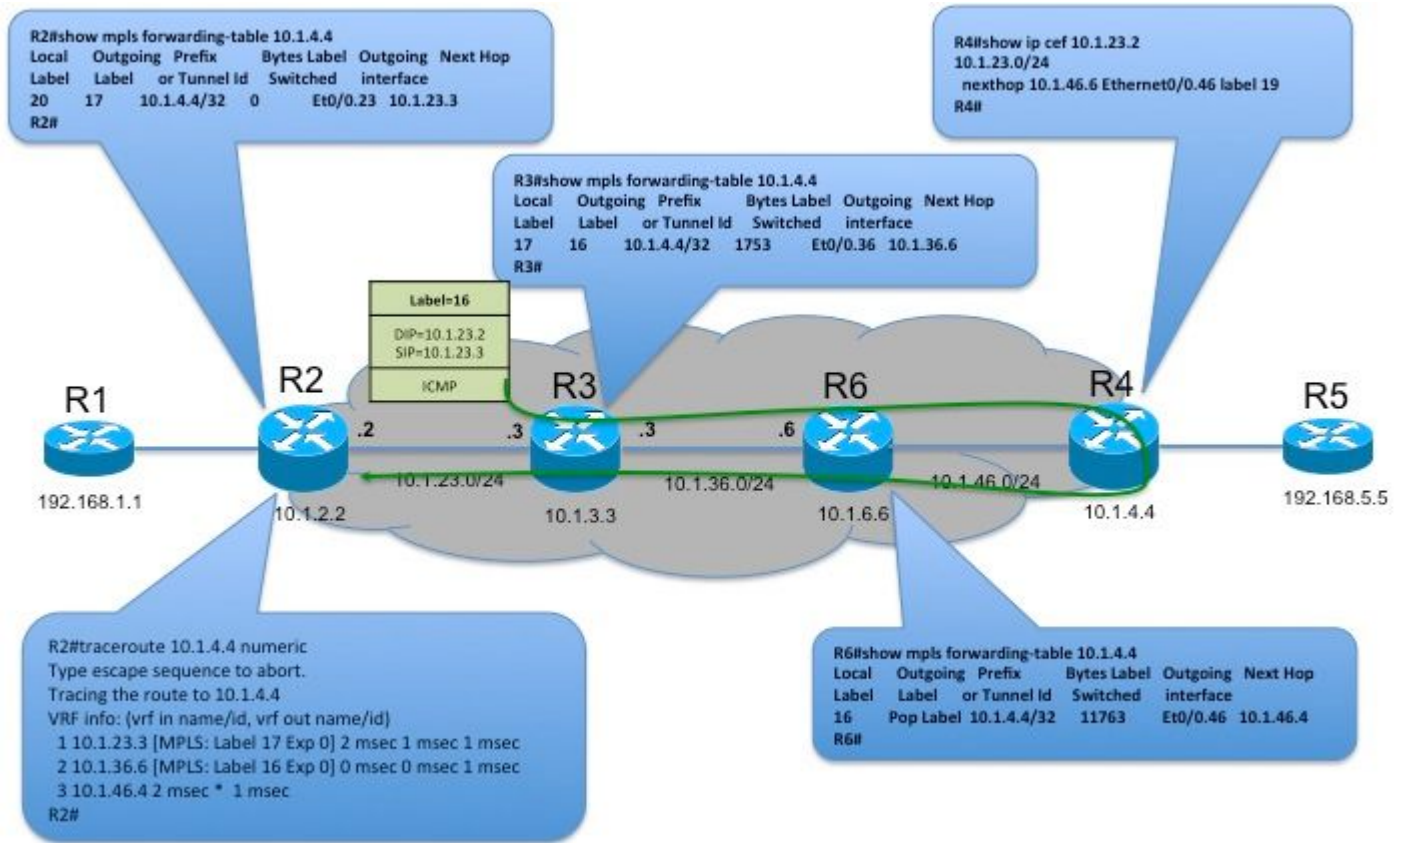 R2#show mpls forwarding-table 10.1.4.4
Local Outgoing Prefix Bytes Label Outgoing Next Hop
Label Label or Tunnel Id Switched interface
20 17 10.1.4.4/32 0 Et0/0.23 10.1.23.3
R2#
R4#show ip cef 10.1.23.2
10.1.23.0/24
nexthop 10.1.46.6 Ethernet0/0.46 label 19
R4#
R3#show mpls forwarding-table 10.1.4.4
Local Outgoing Prefix Bytes Label Outgoing Next Hop
Label Label or Tunnel Id Switched interface
17 16 10.1.4.4/32 1753 Et0/0.36 10.1.36.6
R3#
Label=16
DIP=10.1.23.2
SIP=10.1.23.3
ICMP
R1
R2
R3
R6
R4
R5
.2
.3
.3
.6
192.168.1.1
10.1.23.0/24
10.1.36.0/24
10.1.46.0/24
192.168.5.5
10.1.2.2
10.1.3.3
10.1.6.6
10.1.4.4
R2#traceroute 10.1.4.4 numeric
Type escape sequence to abort.
Tracing the route to 10.1.4.4
VRF info: (vrf in name/id, vrf out name/id)
1 10.1.23.3 [MPLS: Label 17 Exp 0] 2 msec 1 msec 1 msec
2 10.1.36.6 [MPLS: Label 16 Exp 0] 0 msec 0 msec 1 msec
3 10.1.46.4 2 msec * 1 msec
R2#
R6#show mpls forwarding-table 10.1.4.4
Local Outgoing Prefix Bytes Label Outgoing Next Hop
Label Label or Tunnel Id Switched interface
16 Pop Label 10.1.4.4/32 11763 Et0/0.46 10.1.46.4
R6#